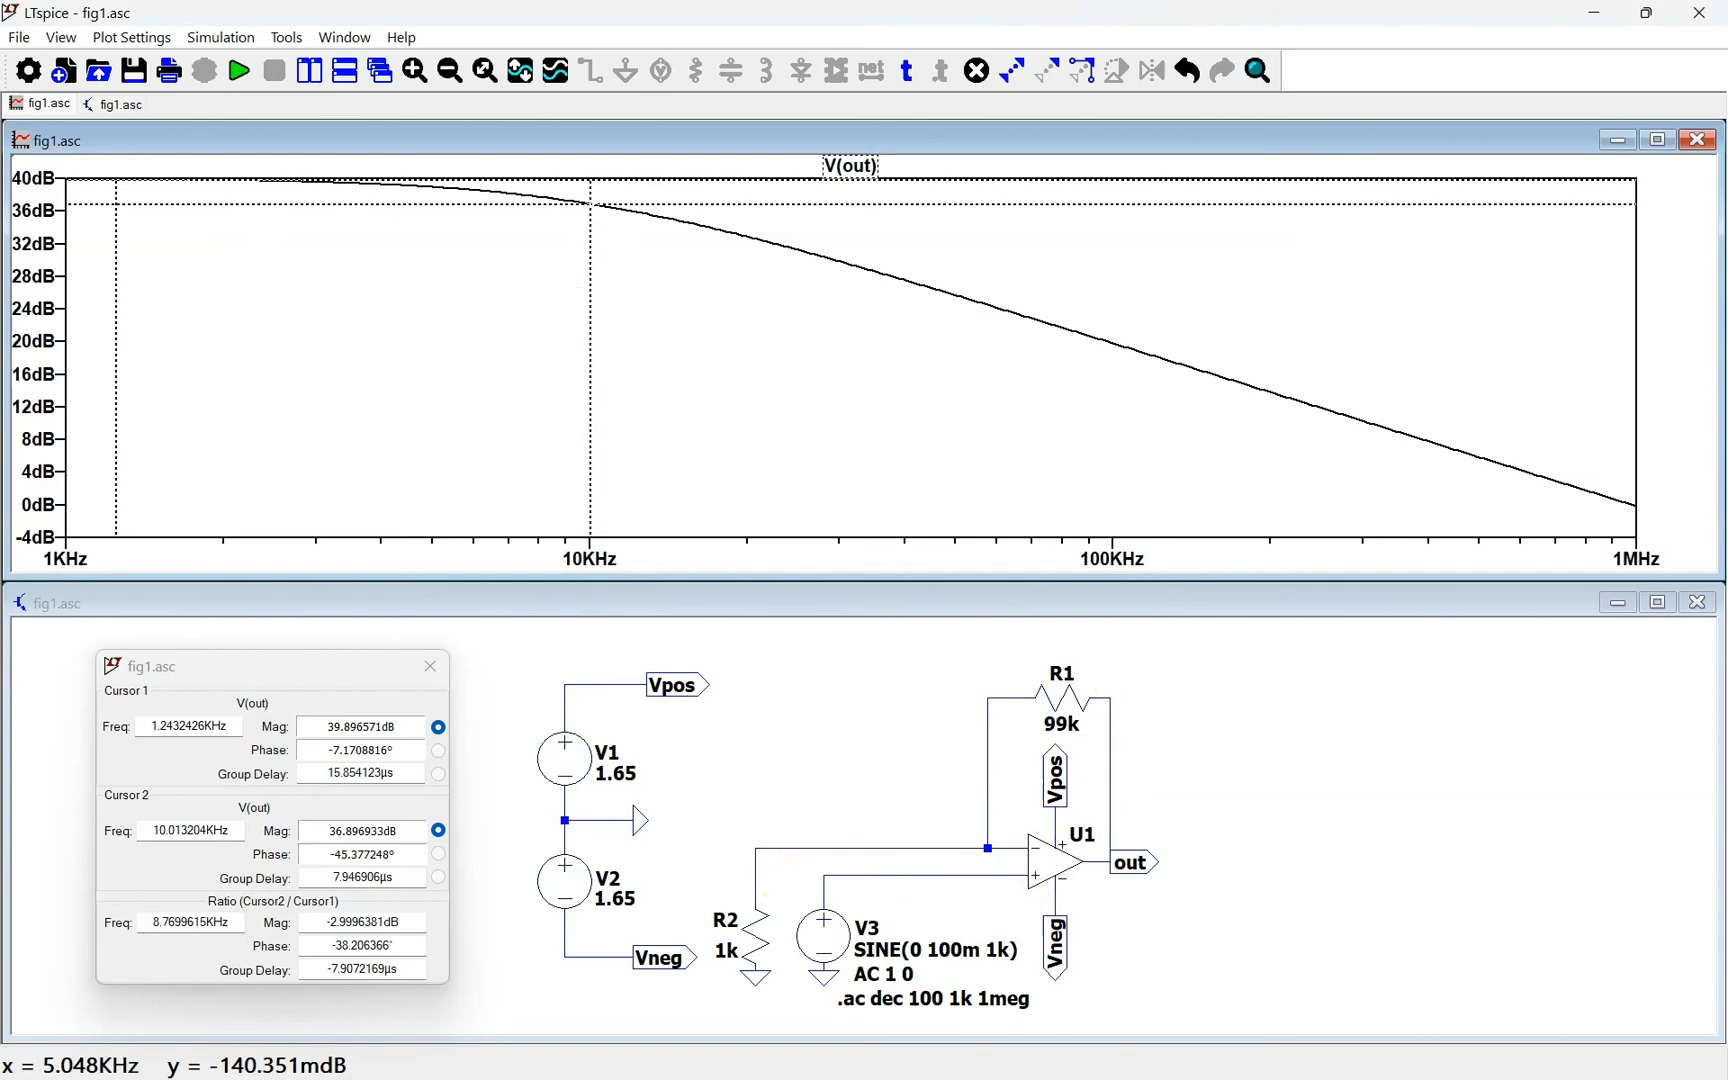 LTspice - fig1.asc
File View Plot Settings Simulation Tools Window Help
net t t
fig1.asc fig1.asc
fig1.asc
V(out)
40dB
36dB
32dB
28dB
24dB
20dB
16dB
12dB
8dB
4dB
0dB
-4dB
1KHz 10KHz 100KHz 1MHz
fig1.asc
fig1.asc
Cursor 1
V(out)
Freq: 1.2432426KHz Mag: 39.896571dB
Phase: -7.1708816°
Group Delay: 15.854123µs
Cursor 2
V(out)
Freq: 10.013204KHz Mag: 36.896933dB
Phase: -45.377248°
Group Delay: 7.946906µs
Ratio (Cursor2 / Cursor1)
Freq: 8.7699615KHz Mag: -2.9996381dB
Phase: -38.206366°
Group Delay: -7.9072169µs
Vpos
V1
1.65
V2
1.65
Vneg
R1
99k
Vpos
U1
out
Vneg
R2
1k
V3
SINE(0 100m 1k)
AC 1 0
.ac dec 100 1k 1meg
x = 5.048KHz y = -140.351mdB